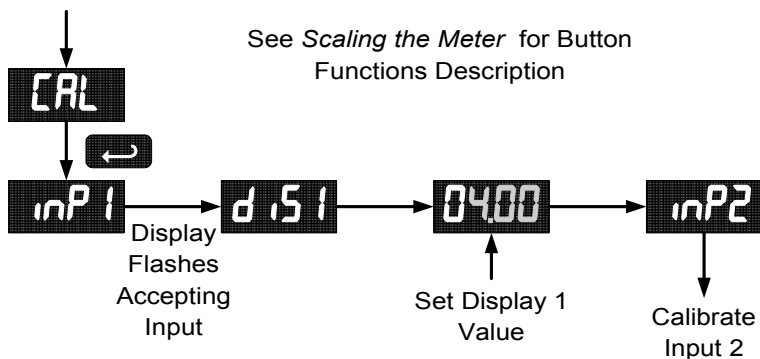 See Scaling the Meter for Button
Functions Description
CAL
inP1
diS1
04.00
inP2
Display
Flashes
Accepting
Input
Set Display 1
Value
Calibrate
Input 2